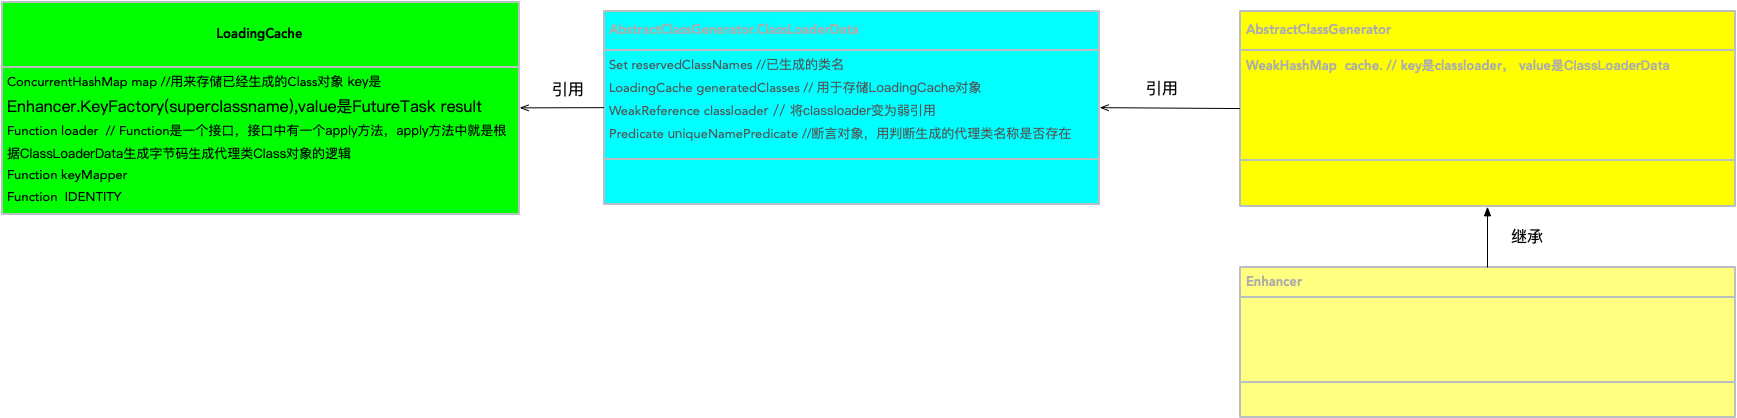 LoadingCache
ConcurrentHashMap map //用来存储已经生成的Class对象 key是
Enhancer.KeyFactory(superclassname),value是FutureTask result
Function loader  // Function是一个接口，接口中有一个apply方法，apply方法中就是根
据ClassLoaderData生成字节码生成代理类Class对象的逻辑
Function keyMapper
Function  IDENTITY
引用
AbstractClassGenerator.ClassLoaderData
Set reservedClassNames //已生成的类名
LoadingCache generatedClasses // 用于存储LoadingCache对象
WeakReference classloader // 将classloader变为弱引用
Predicate uniqueNamePredicate //断言对象，用判断生成的代理类名称是否存在
引用
AbstractClassGenerator
WeakHashMap  cache. // key是classloader， value是ClassLoaderData
继承
Enhancer